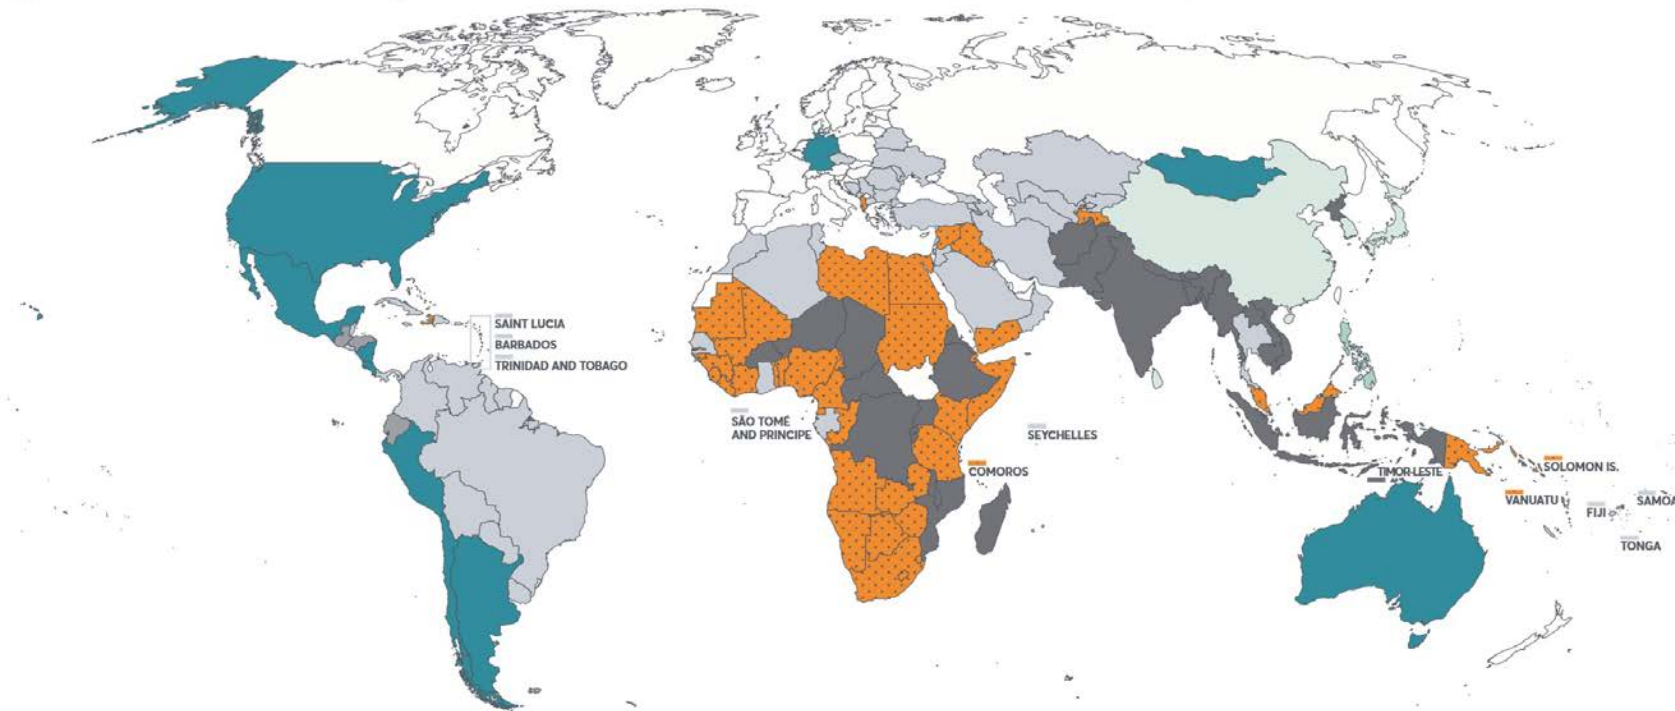 SAINT LUCIA
BARBADOS
TRINIDAD AND TOBAGO
SÃO TOMÉ
AND PRINCIPE
SEYCHELLES
COMOROS
TIMOR-LESTE
SOLOMON IS.
VANUATU
FIJI
SAMOA
TONGA